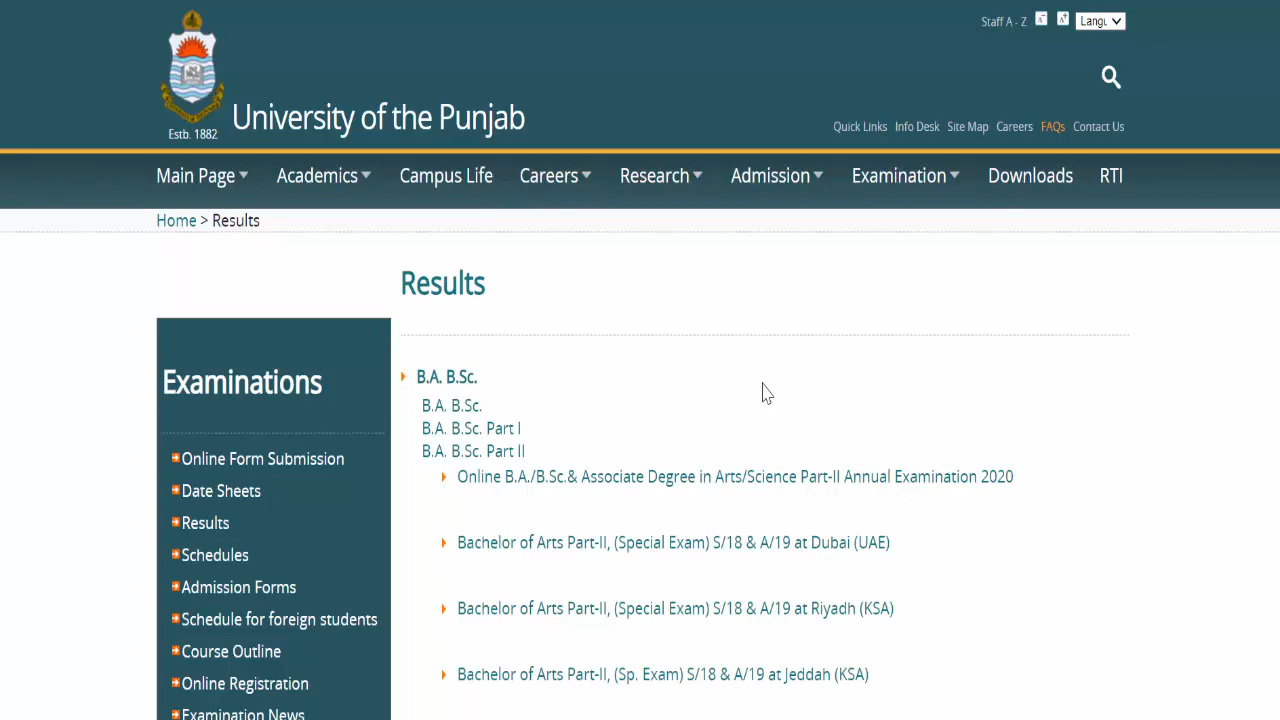 Staff A - Z A- A+ Langu
Estb. 1882
University of the Punjab
Quick Links Info Desk Site Map Careers FAQs Contact Us
Main Page Academics Campus Life Careers Research Admission Examination Downloads RTI
Home > Results
Results
Examinations
Online Form Submission
Date Sheets
Results
Schedules
Admission Forms
Schedule for foreign students
Course Outline
Online Registration
Examination News
B.A. B.Sc.
B.A. B.Sc.
B.A. B.Sc. Part I
B.A. B.Sc. Part II
Online B.A./B.Sc.& Associate Degree in Arts/Science Part-II Annual Examination 2020
Bachelor of Arts Part-II, (Special Exam) S/18 & A/19 at Dubai (UAE)
Bachelor of Arts Part-II, (Special Exam) S/18 & A/19 at Riyadh (KSA)
Bachelor of Arts Part-II, (Sp. Exam) S/18 & A/19 at Jeddah (KSA)